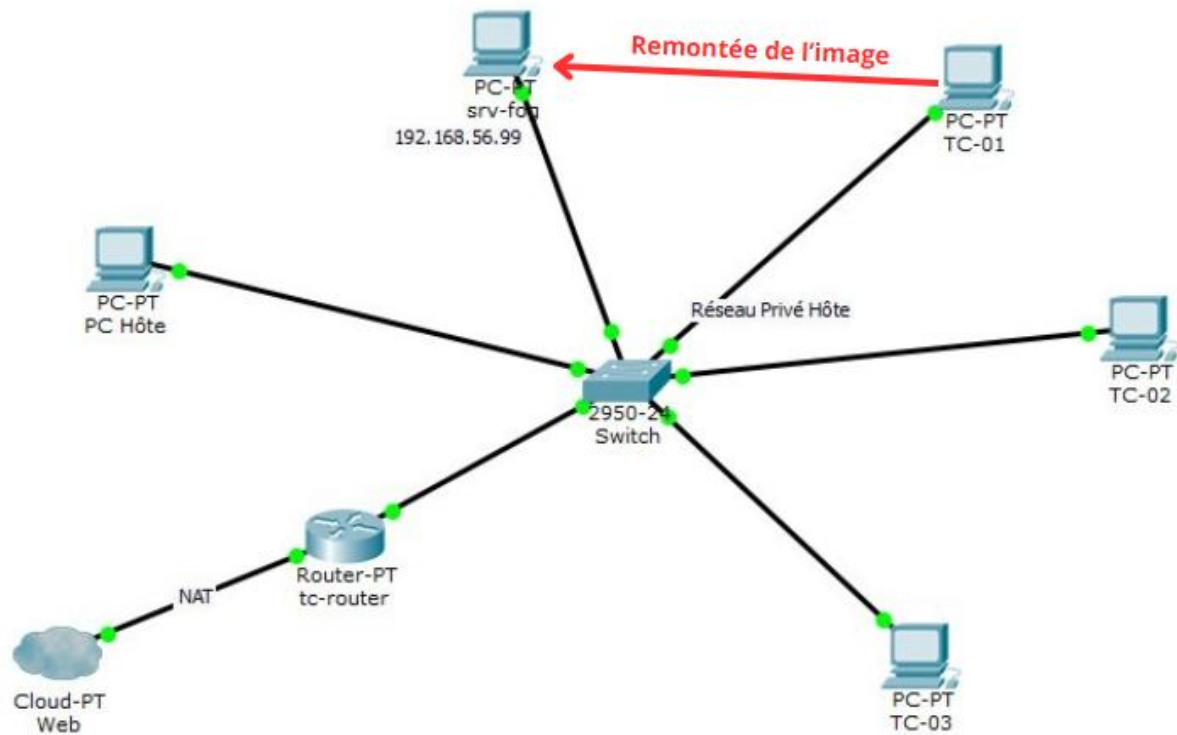 Remontée de l'image
PC-PT
srv-fog
192.168.56.99
PC-PT
TC-01
PC-PT
PC Hôte
Réseau Privé Hôte
PC-PT
TC-02
2950-24
Switch
Router-PT
tc-router
NAT
Cloud-PT
Web
PC-PT
TC-03